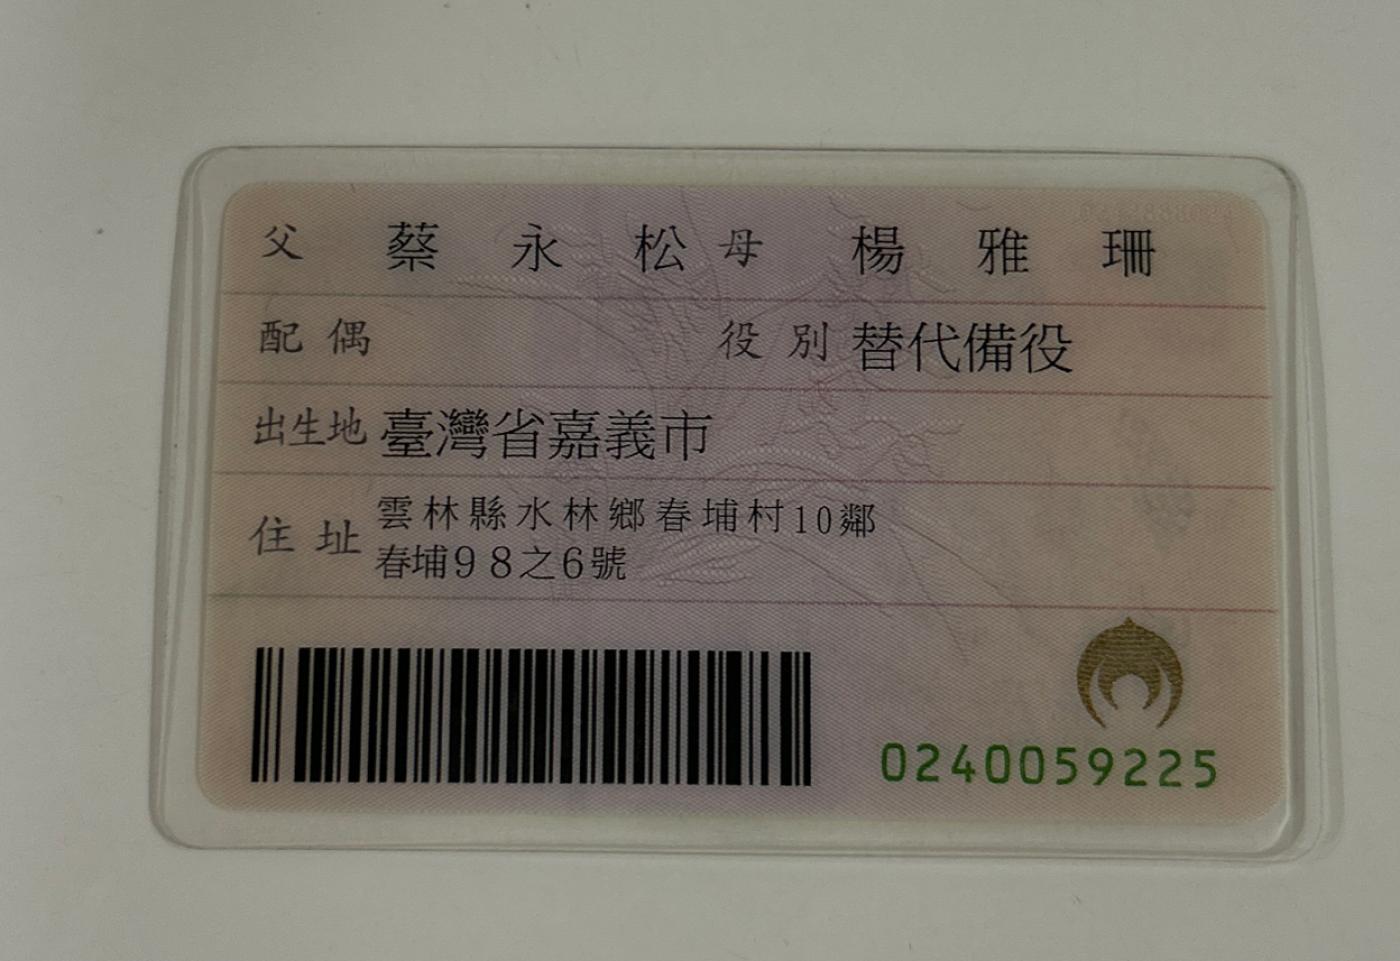 父 蔡永松 母 楊雅珊
配偶 役別 替代備役
出生地 臺灣省嘉義市
住址 雲林縣水林鄉春埔村10鄰
春埔98之6號
0240059225